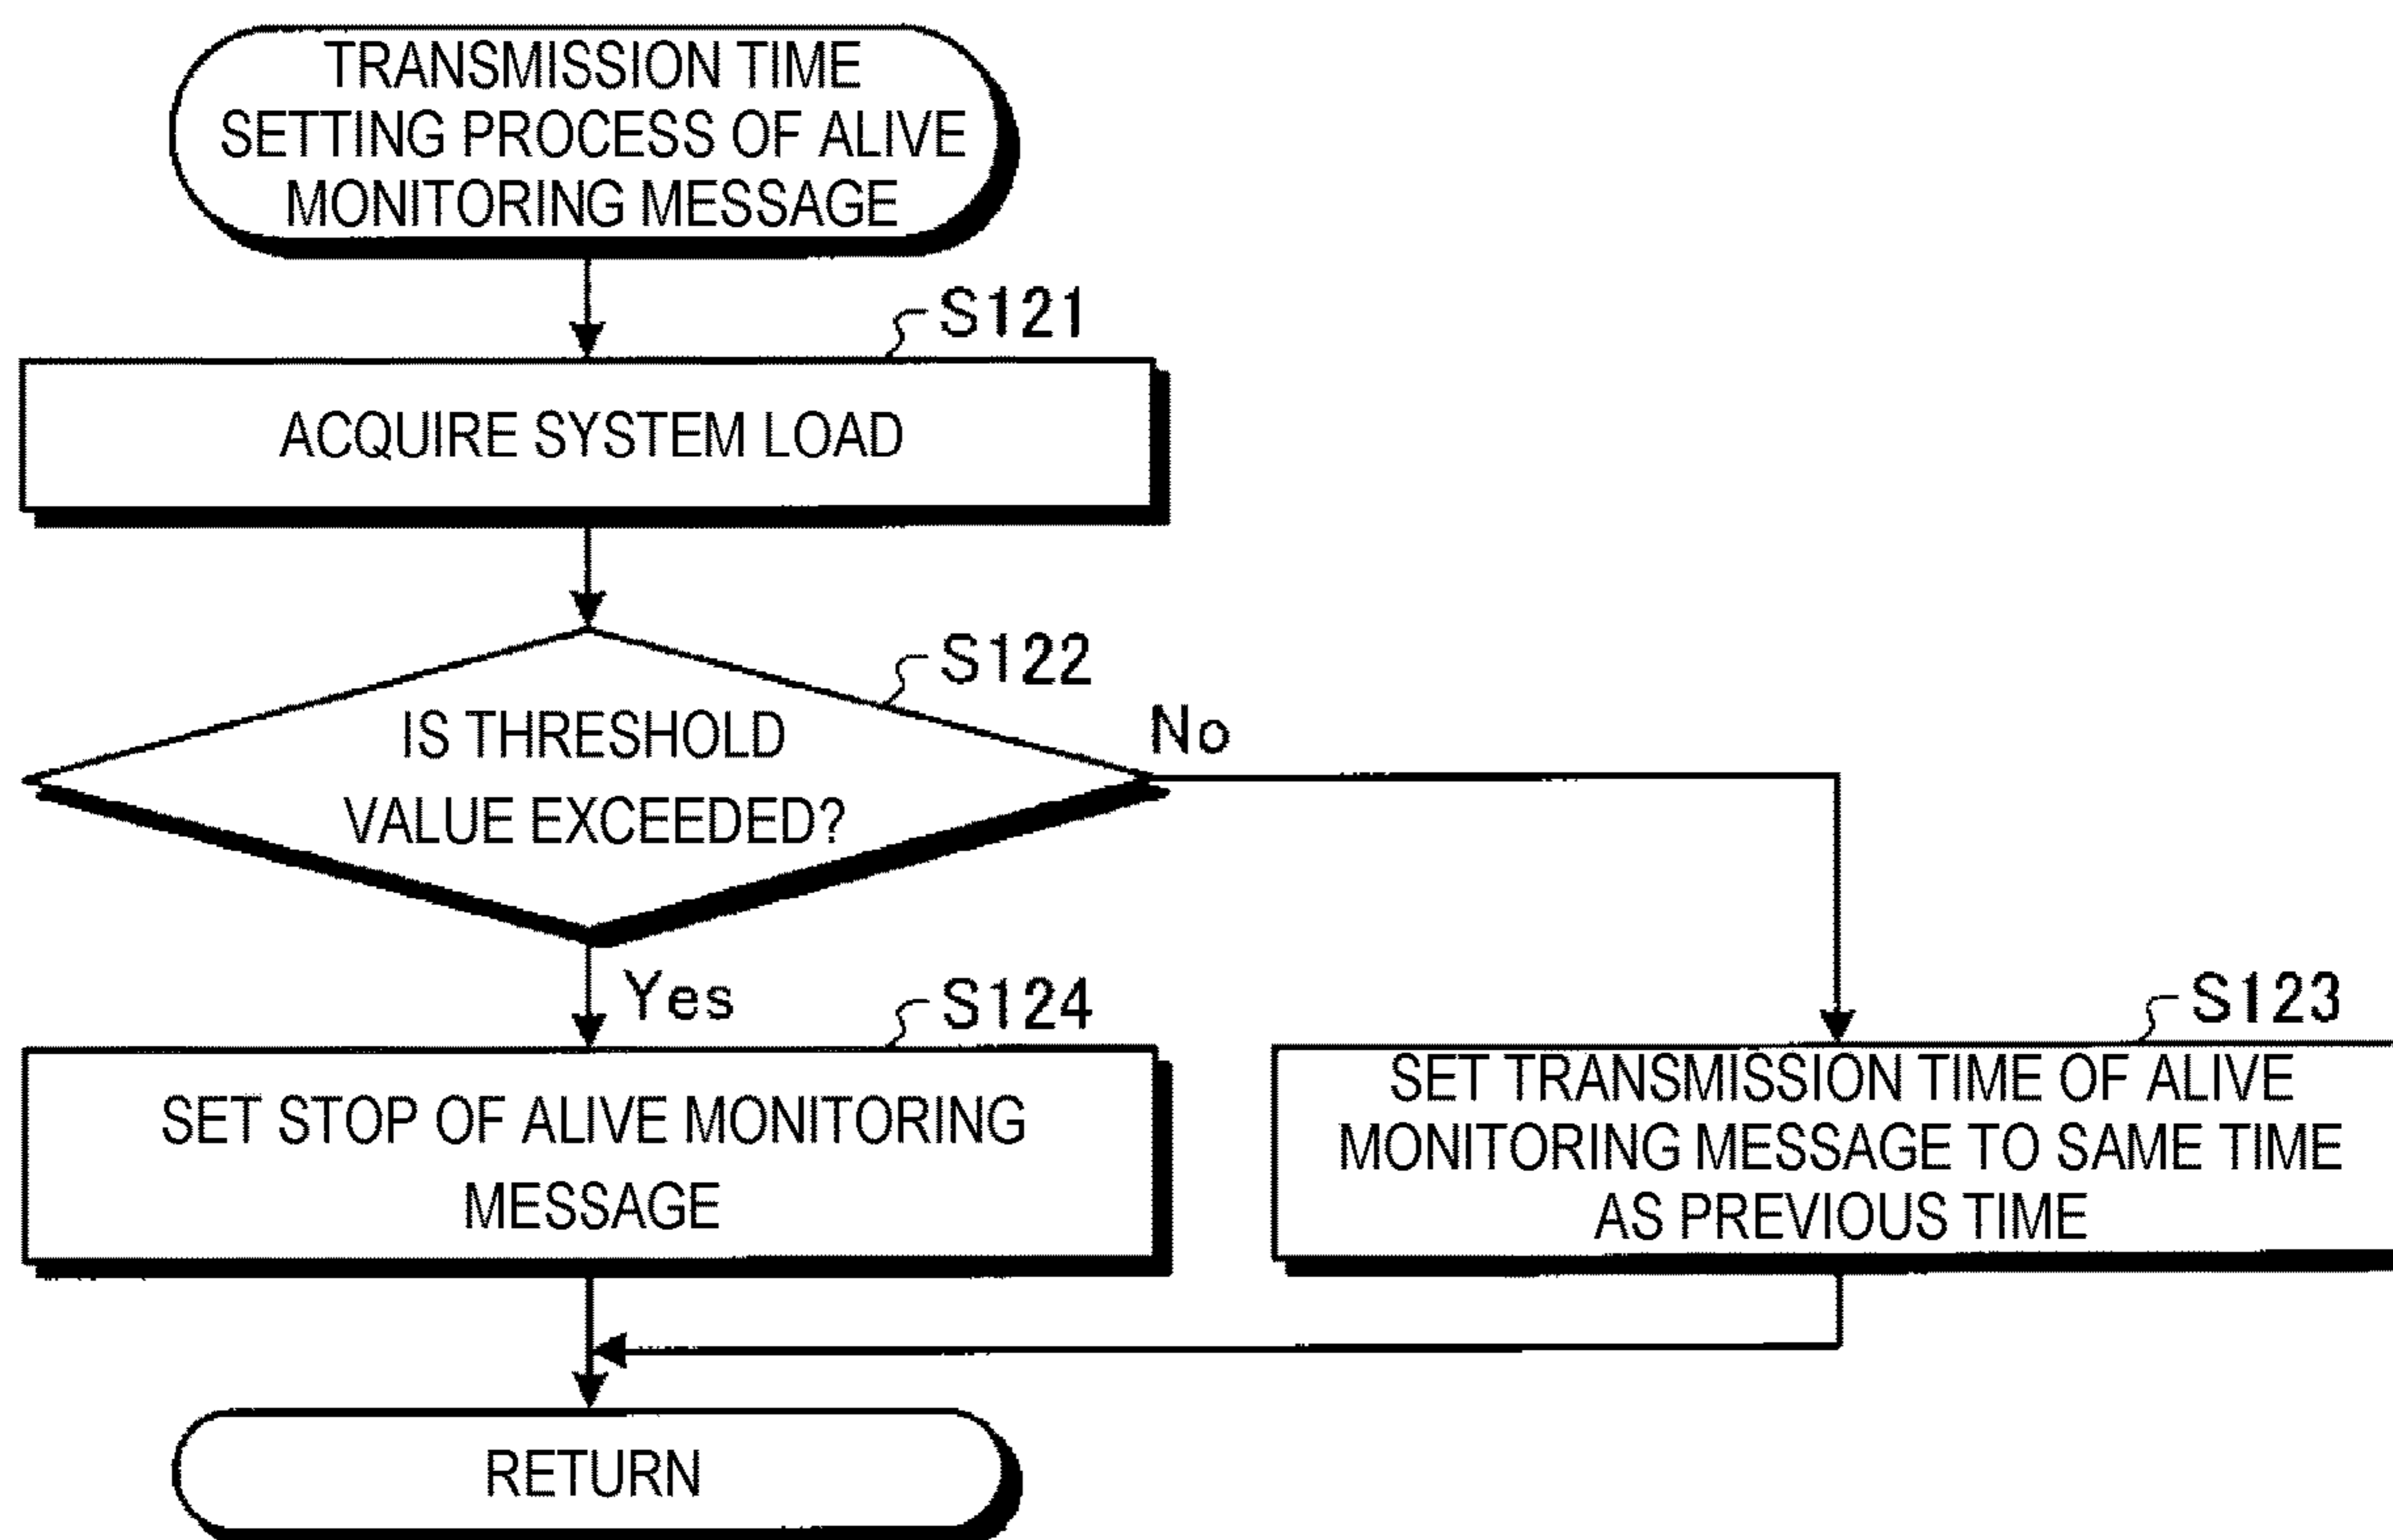 TRANSMISSION TIME
SETTING PROCESS OF ALIVE
MONITORING MESSAGE
S121
ACQUIRE SYSTEM LOAD
S122
IS THRESHOLD
VALUE EXCEEDED?
No
Yes
S124
SET STOP OF ALIVE MONITORING
MESSAGE
S123
SET TRANSMISSION TIME OF ALIVE
MONITORING MESSAGE TO SAME TIME
AS PREVIOUS TIME
RETURN